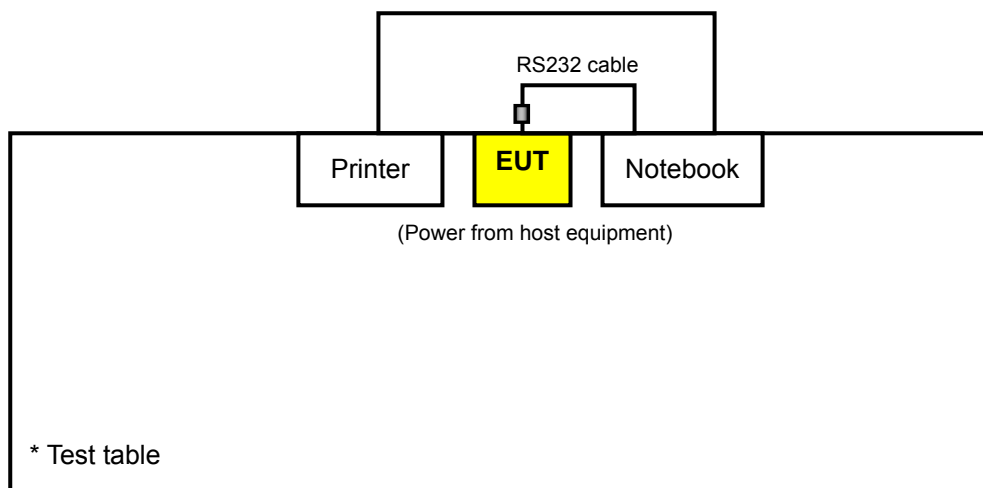 RS232 cable
Printer
EUT
Notebook
(Power from host equipment)
* Test table